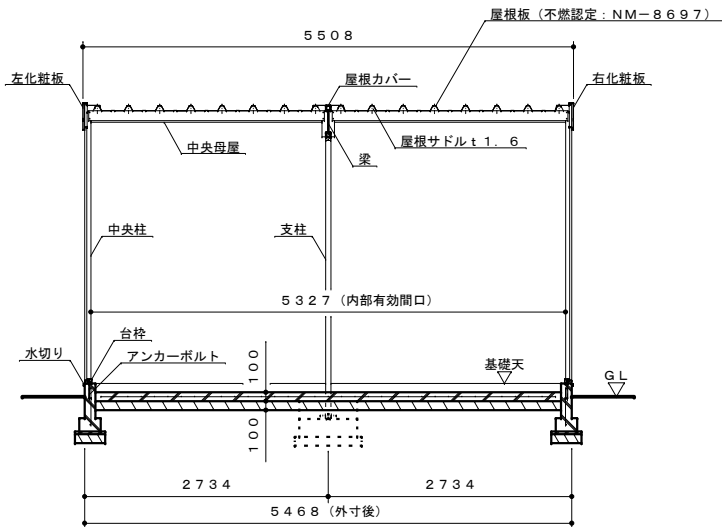 屋根板（不燃認定：ＮＭ－８６９７）
５５０８
左化粧板
屋根カバー
右化粧板
中央母屋
梁
屋根サドルｔ１．６
中央柱
支柱
５３２７（内部有効間口）
台枠
水切り
アンカーボルト
１００
基礎天
ＧＬ
１００
２７３４
２７３４
５４６８（外寸後）